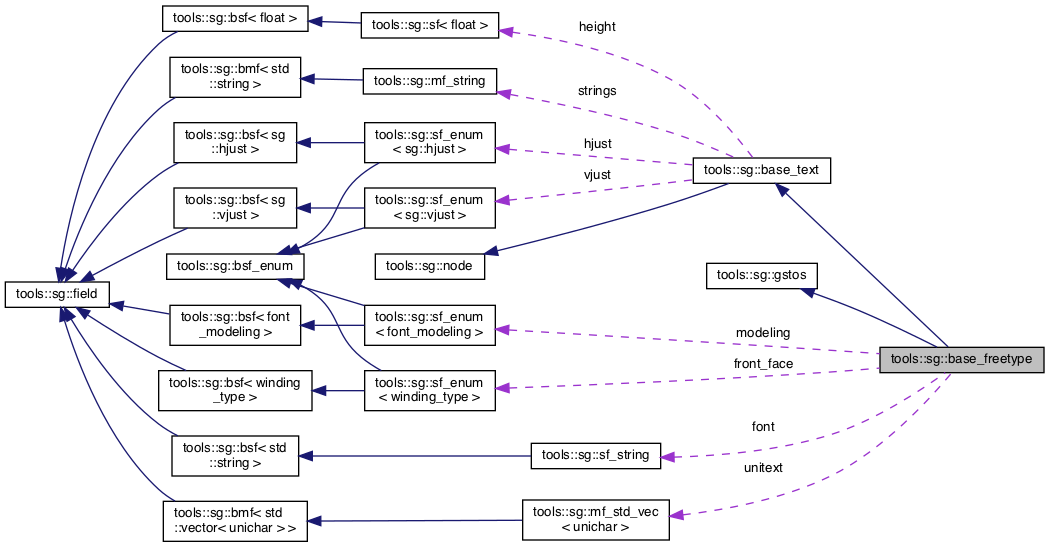 tools::sg::bsf< float >
tools::sg::sf< float >
height
tools::sg::bmf< std
::string >
tools::sg::mf_string
strings
tools::sg::bsf< sg
::hjust >
tools::sg::sf_enum
< sg::hjust >
hjust
vjust
tools::sg::base_text
tools::sg::bsf< sg
::vjust >
tools::sg::sf_enum
< sg::vjust >
tools::sg::bsf_enum
tools::sg::node
tools::sg::gstos
tools::sg::field
tools::sg::bsf< font
_modeling >
tools::sg::sf_enum
< font_modeling >
modeling
tools::sg::base_freetype
front_face
tools::sg::bsf< winding
_type >
tools::sg::sf_enum
< winding_type >
font
tools::sg::bsf< std
::string >
tools::sg::sf_string
unitext
tools::sg::bmf< std
::vector< unichar > >
tools::sg::mf_std_vec
< unichar >